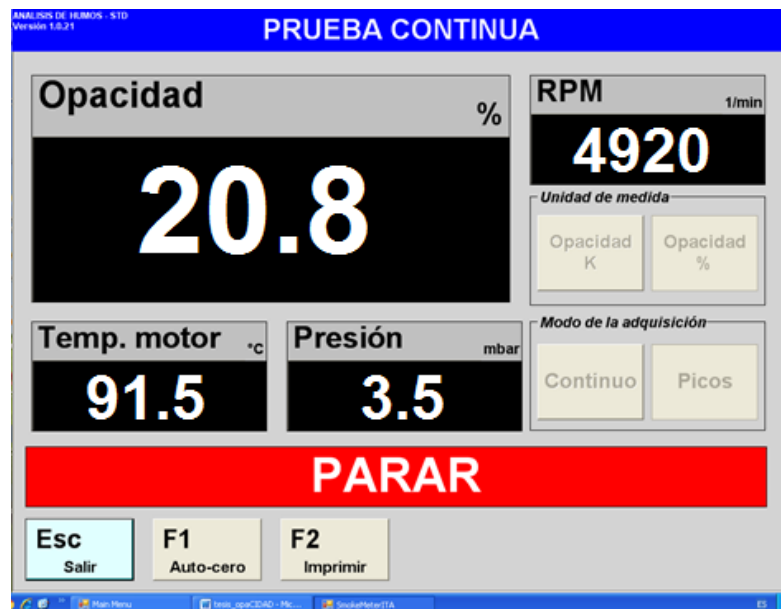 ANALISIS DE HUMOS - STD
Versión 1.0.21
PRUEBA CONTINUA
Opacidad
%
20.8
RPM
1/min
4920
Unidad de medida
Opacidad K
Opacidad %
Temp. motor °C
91.5
Presión mbar
3.5
Modo de la adquisición
Continuo
Picos
PARAR
Esc
Salir
F1
Auto-cero
F2
Imprimir
Main Menu
tesis_opaCIDAD - Mic...
SmokeMeterITA
ES